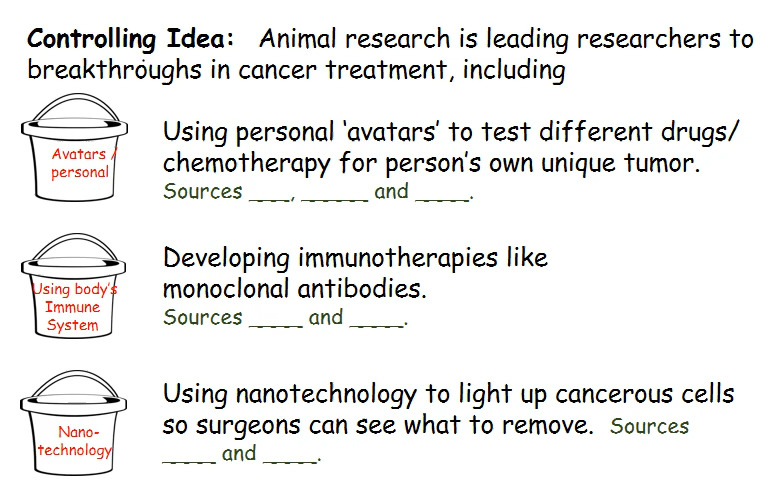 Controlling Idea: Animal research is leading researchers to
breakthroughs in cancer treatment, including
Avatars /
personal
Using personal ‘avatars’ to test different drugs/
chemotherapy for person’s own unique tumor.
Sources ____, ______ and _____.
Using body’s
Immune
System
Developing immunotherapies like
monoclonal antibodies.
Sources _____ and _____.
Nano-
technology
Using nanotechnology to light up cancerous cells
so surgeons can see what to remove. Sources
_____ and _____.